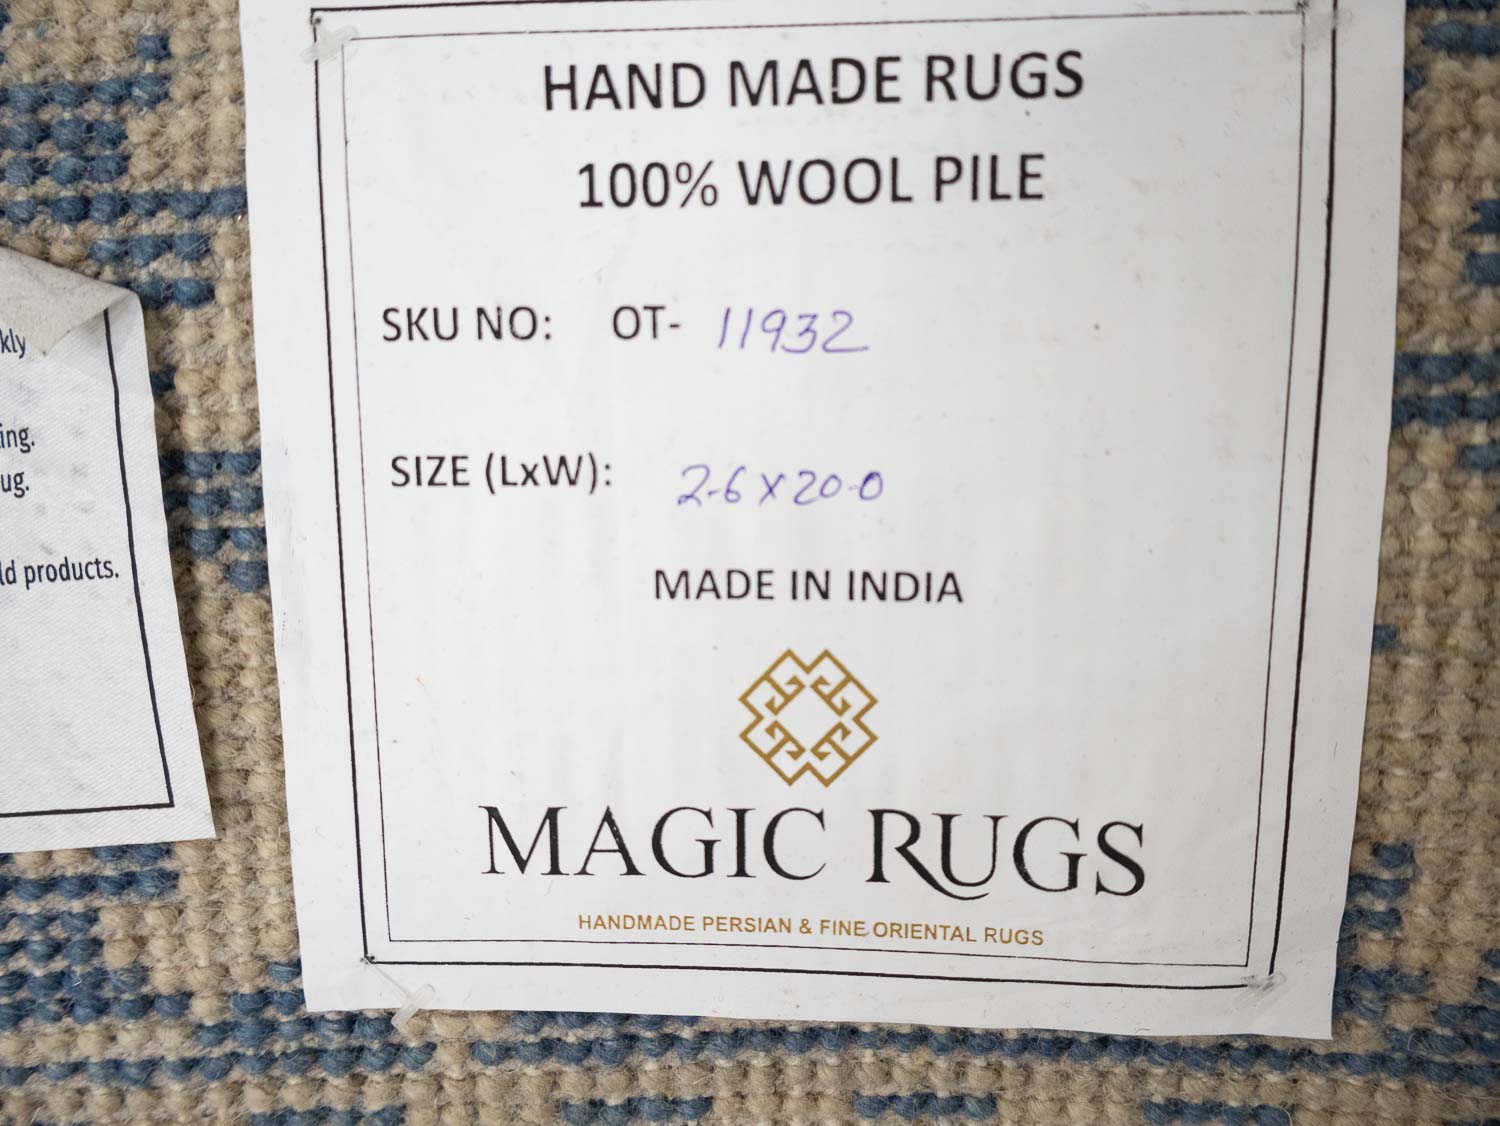 HAND MADE RUGS
100% WOOL PILE
SKU NO: OT- 11932
SIZE (LxW): 2-6 X 20-0
MADE IN INDIA
MAGIC RUGS
HANDMADE PERSIAN & FINE ORIENTAL RUGS
kly
ing.
ug.
ld products.